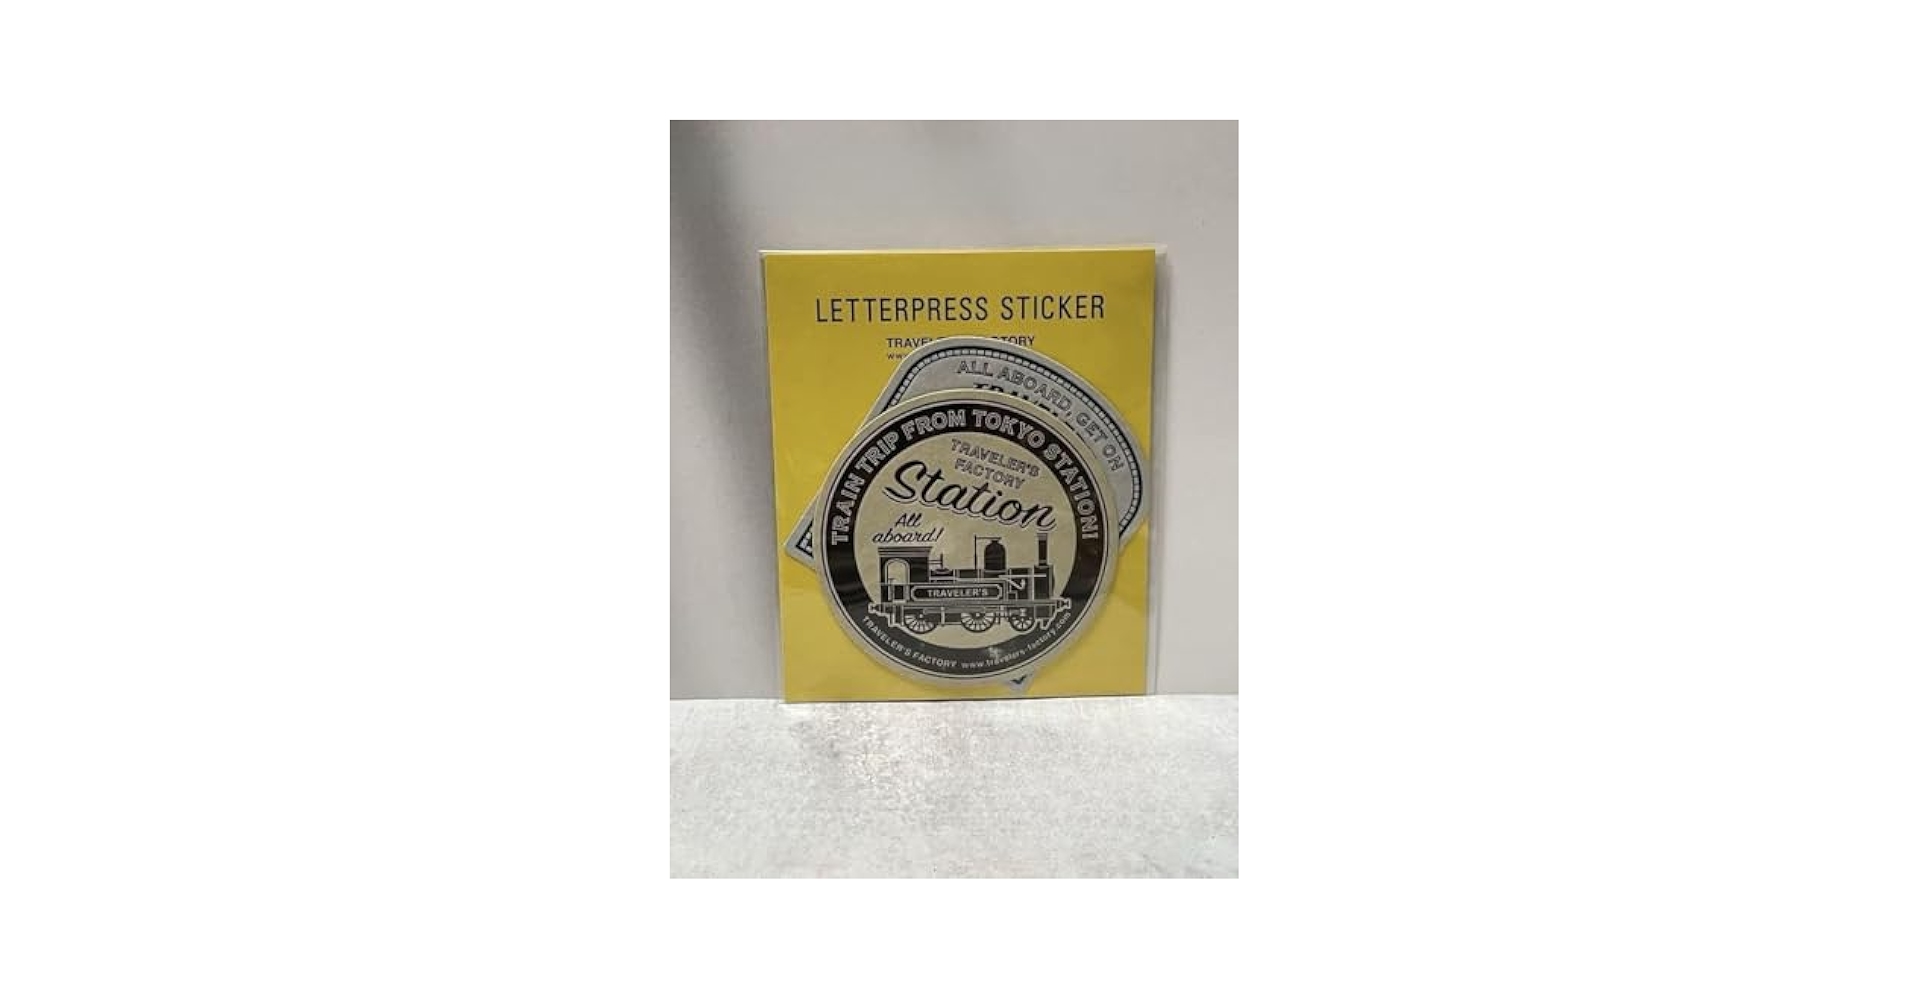 LETTERPRESS STICKER
ALL ABOARD, GET ON
TRAIN TRIP FROM TOKYO STATION!
TRAVELER'S
FACTORY
Station
All
aboard!
TRAVELER'S
TRAVELER'S FACTORY www.travelers-factory.com